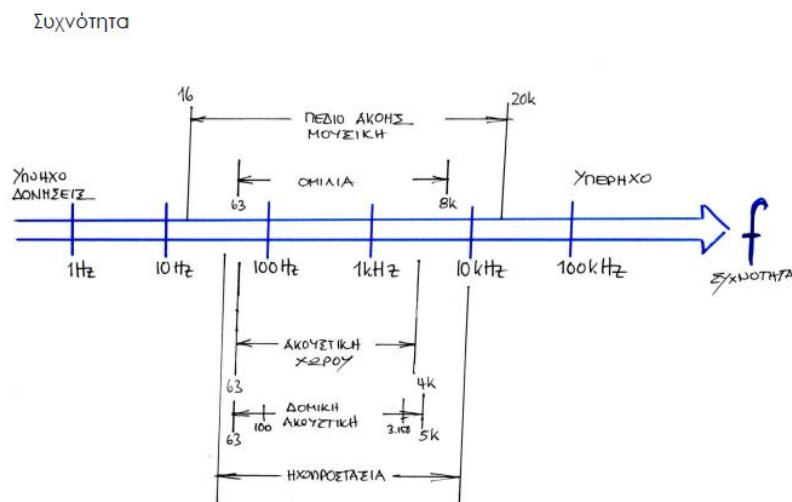 Συχνότητα
16
20k
ΠΕΔΙΟ ΑΚΟΗΣ
ΜΟΥΣΙΚΗ
ΥΠΟΗΧΟ
ΔΟΝΗΣΕΙΣ
ΟΜΙΛΙΑ
ΥΠΕΡΗΧΟ
63
8k
f
1Hz
10Hz
100Hz
1kHz
10kHz
100kHz
ΣΥΧΝΟΤΗΤΑ
ΑΚΟΥΣΤΙΚΗ
ΧΩΡΟΥ
63
4k
ΔΟΜΙΚΗ
ΑΚΟΥΣΤΙΚΗ
63
100
3.150
5k
ΗΧΟΠΡΟΣΤΑΣΙΑ